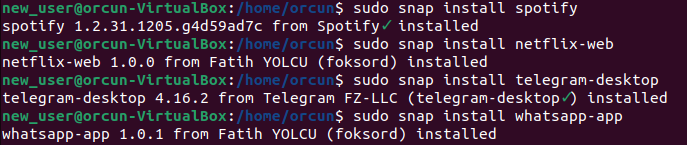 new_user@orcun-VirtualBox:/home/orcun$ sudo snap install spotify
spotify 1.2.31.1205.g4d59ad7c from Spotify✓ installed
new_user@orcun-VirtualBox:/home/orcun$ sudo snap install netflix-web
netflix-web 1.0.0 from Fatih YOLCU (foksord) installed
new_user@orcun-VirtualBox:/home/orcun$ sudo snap install telegram-desktop
telegram-desktop 4.16.2 from Telegram FZ-LLC (telegram-desktop✓) installed
new_user@orcun-VirtualBox:/home/orcun$ sudo snap install whatsapp-app
whatsapp-app 1.0.1 from Fatih YOLCU (foksord) installed